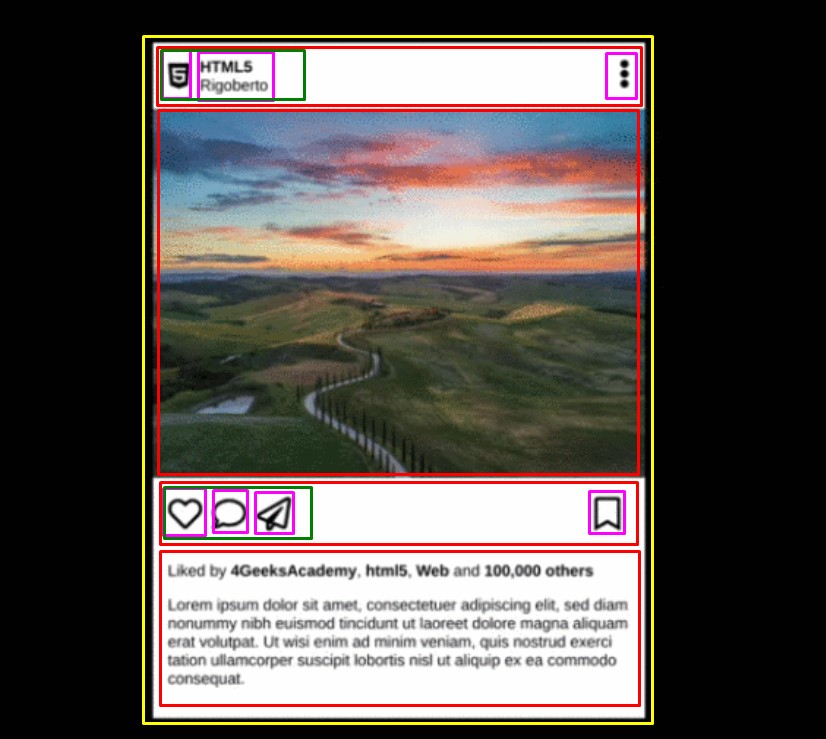 HTML5
Rigoberto
Liked by 4GeeksAcademy, html5, Web and 100,000 others
Lorem ipsum dolor sit amet, consectetuer adipiscing elit, sed diam
nonummy nibh euismod tincidunt ut laoreet dolore magna aliquam
erat volutpat. Ut wisi enim ad minim veniam, quis nostrud exerci
tation ullamcorper suscipit lobortis nisl ut aliquip ex ea commodo
consequat.